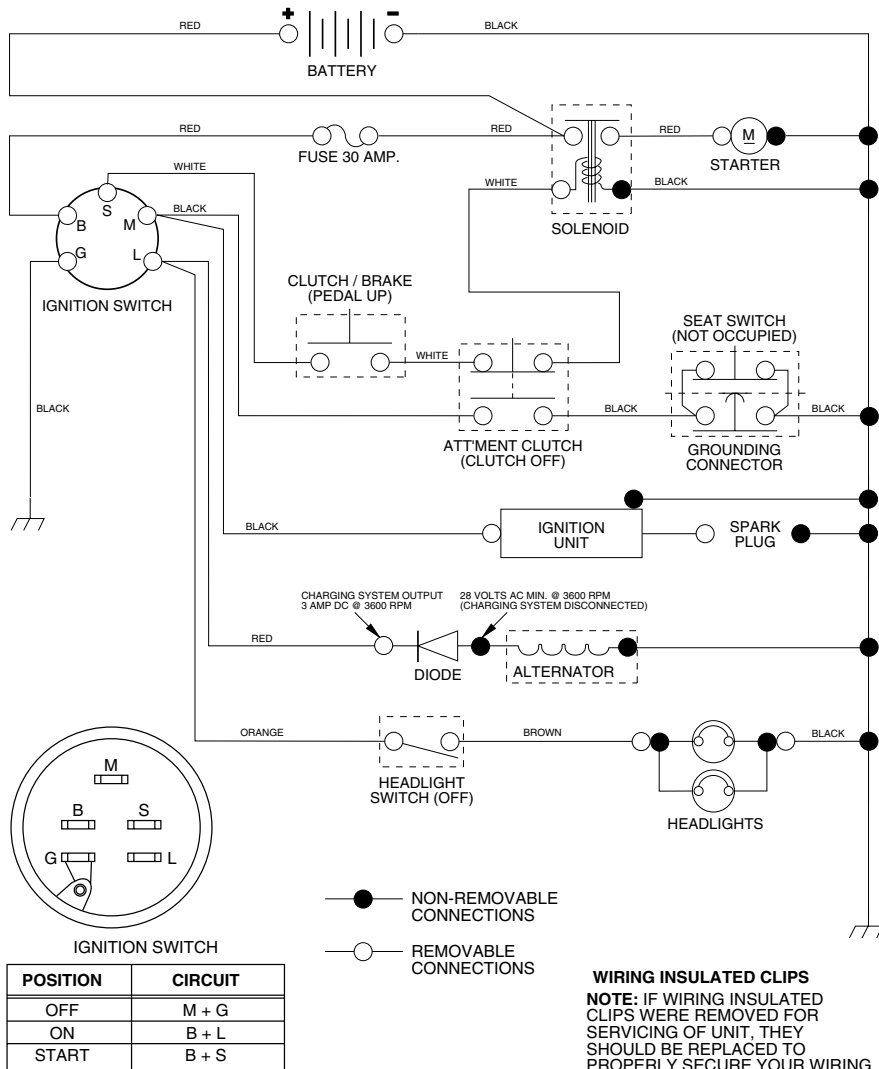 + -
RED BLACK
BATTERY
RED RED RED
FUSE 30 AMP.
M
STARTER
WHITE
WHITE BLACK
S
BLACK
B M
G L
SOLENOID
IGNITION SWITCH
CLUTCH / BRAKE
(PEDAL UP)
SEAT SWITCH
(NOT OCCUPIED)
WHITE
BLACK
BLACK BLACK
ATT'MENT CLUTCH
(CLUTCH OFF)
GROUNDING
CONNECTOR
BLACK
IGNITION
UNIT
SPARK
PLUG
CHARGING SYSTEM OUTPUT
3 AMP DC @ 3600 RPM
28 VOLTS AC MIN. @ 3600 RPM
(CHARGING SYSTEM DISCONNECTED)
RED
DIODE
ALTERNATOR
ORANGE BROWN BLACK
HEADLIGHT
SWITCH (OFF)
HEADLIGHTS
M
B S
G L
IGNITION SWITCH
NON-REMOVABLE
CONNECTIONS
REMOVABLE
CONNECTIONS
POSITION CIRCUIT
OFF M + G
ON B + L
START B + S
WIRING INSULATED CLIPS
NOTE: IF WIRING INSULATED
CLIPS WERE REMOVED FOR
SERVICING OF UNIT, THEY
SHOULD BE REPLACED TO
PROPERLY SECURE YOUR WIRING